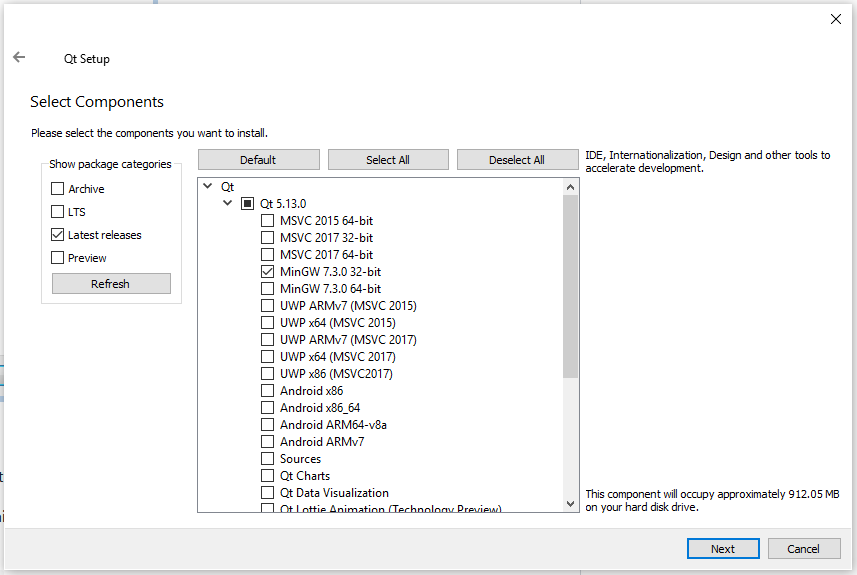 Qt Setup
Select Components
Please select the components you want to install.
Show package categories
Archive
LTS
Latest releases
Preview
Refresh
Default
Select All
Deselect All
Qt
Qt 5.13.0
MSVC 2015 64-bit
MSVC 2017 32-bit
MSVC 2017 64-bit
MinGW 7.3.0 32-bit
MinGW 7.3.0 64-bit
UWP ARMv7 (MSVC 2015)
UWP x64 (MSVC 2015)
UWP ARMv7 (MSVC 2017)
UWP x64 (MSVC 2017)
UWP x86 (MSVC2017)
Android x86
Android x86_64
Android ARM64-v8a
Android ARMv7
Sources
Qt Charts
Qt Data Visualization
Qt Lottie Animation (Technology Preview)
IDE, Internationalization, Design and other tools to
accelerate development.
This component will occupy approximately 912.05 MB
on your hard disk drive.
Next
Cancel